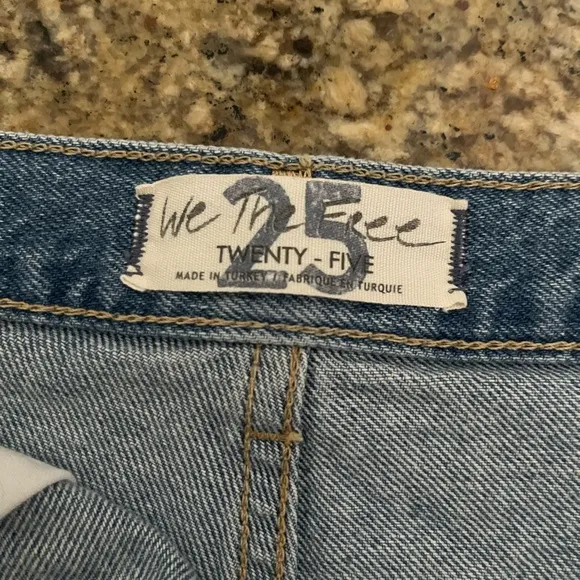 We The Free
25
TWENTY - FIVE
MADE IN TURKEY / FABRIQUE EN TURQUIE